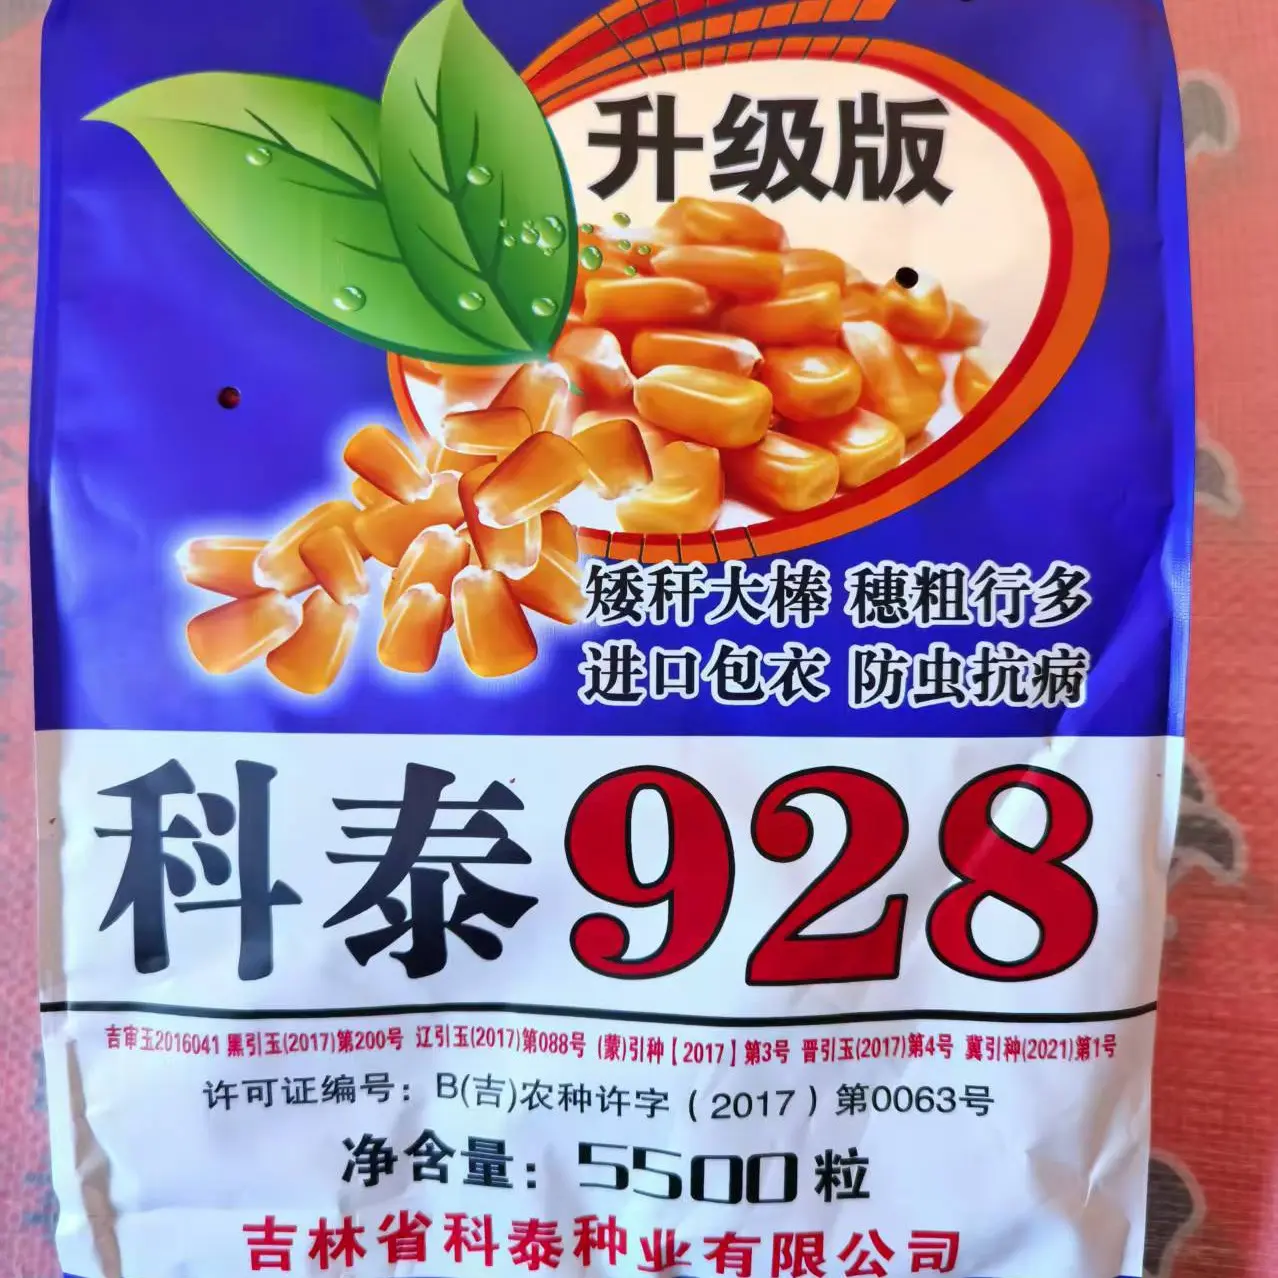 升级版
矮秆大棒 穗粗行多
进口包衣 防虫抗病
科泰928
吉审玉2016041 黑引玉(2017)第200号 辽引玉(2017)第088号 (蒙)引种【2017】第3号 晋引玉(2017)第4号 冀引种(2021)第1号
许可证编号：B(吉)农种许字（2017）第0063号
净含量：5500粒
吉林省科泰种业有限公司